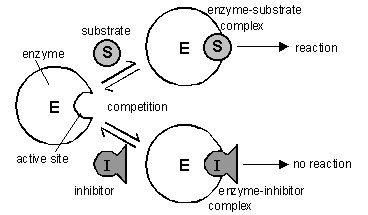 enzyme-substrate
complex
substrate
S
enzyme
E
S
reaction
E
competition
active site
I
E
I
no reaction
inhibitor
enzyme-inhibitor
complex